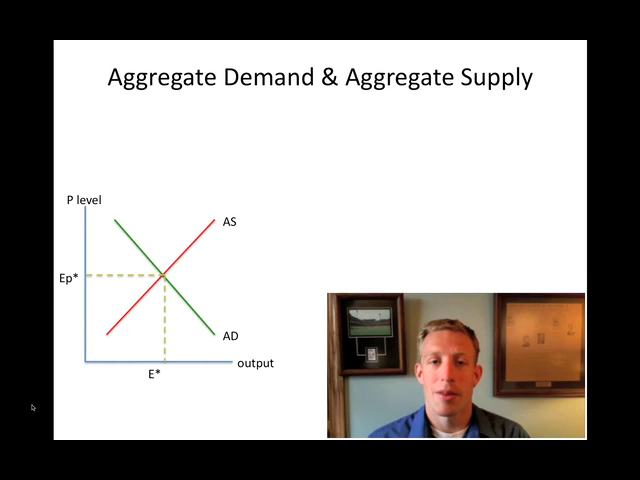 Aggregate Demand & Aggregate Supply
P level
AS
Ep*
AD
output
E*